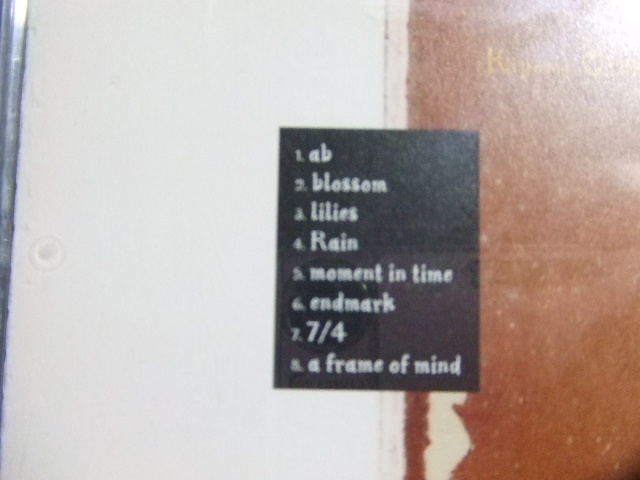 1. ab
2. blossom
3. lilies
4. Rain
5. moment in time
6. endmark
7. 7/4
8. a frame of mind